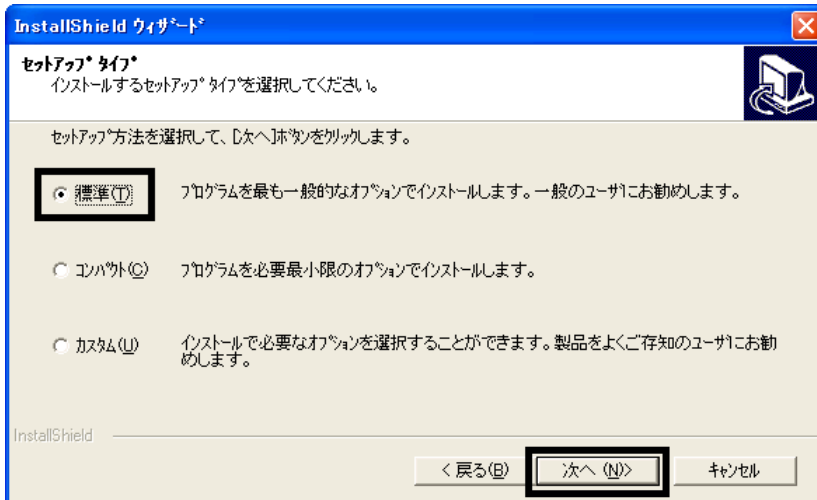 InstallShield ウィザード
セットアップ タイプ
インストールするセットアップ タイプを選択してください。
セットアップ方法を選択して、[次へ]ボタンをクリックします。
標準(T)
プログラムを最も一般的なオプションでインストールします。一般のユーザにお勧めします。
コンパクト(C)
プログラムを必要最小限のオプションでインストールします。
カスタム(U)
インストールで必要なオプションを選択することができます。製品をよくご存知のユーザにお勧
めします。
InstallShield
< 戻る(B)
次へ (N)>
キャンセル